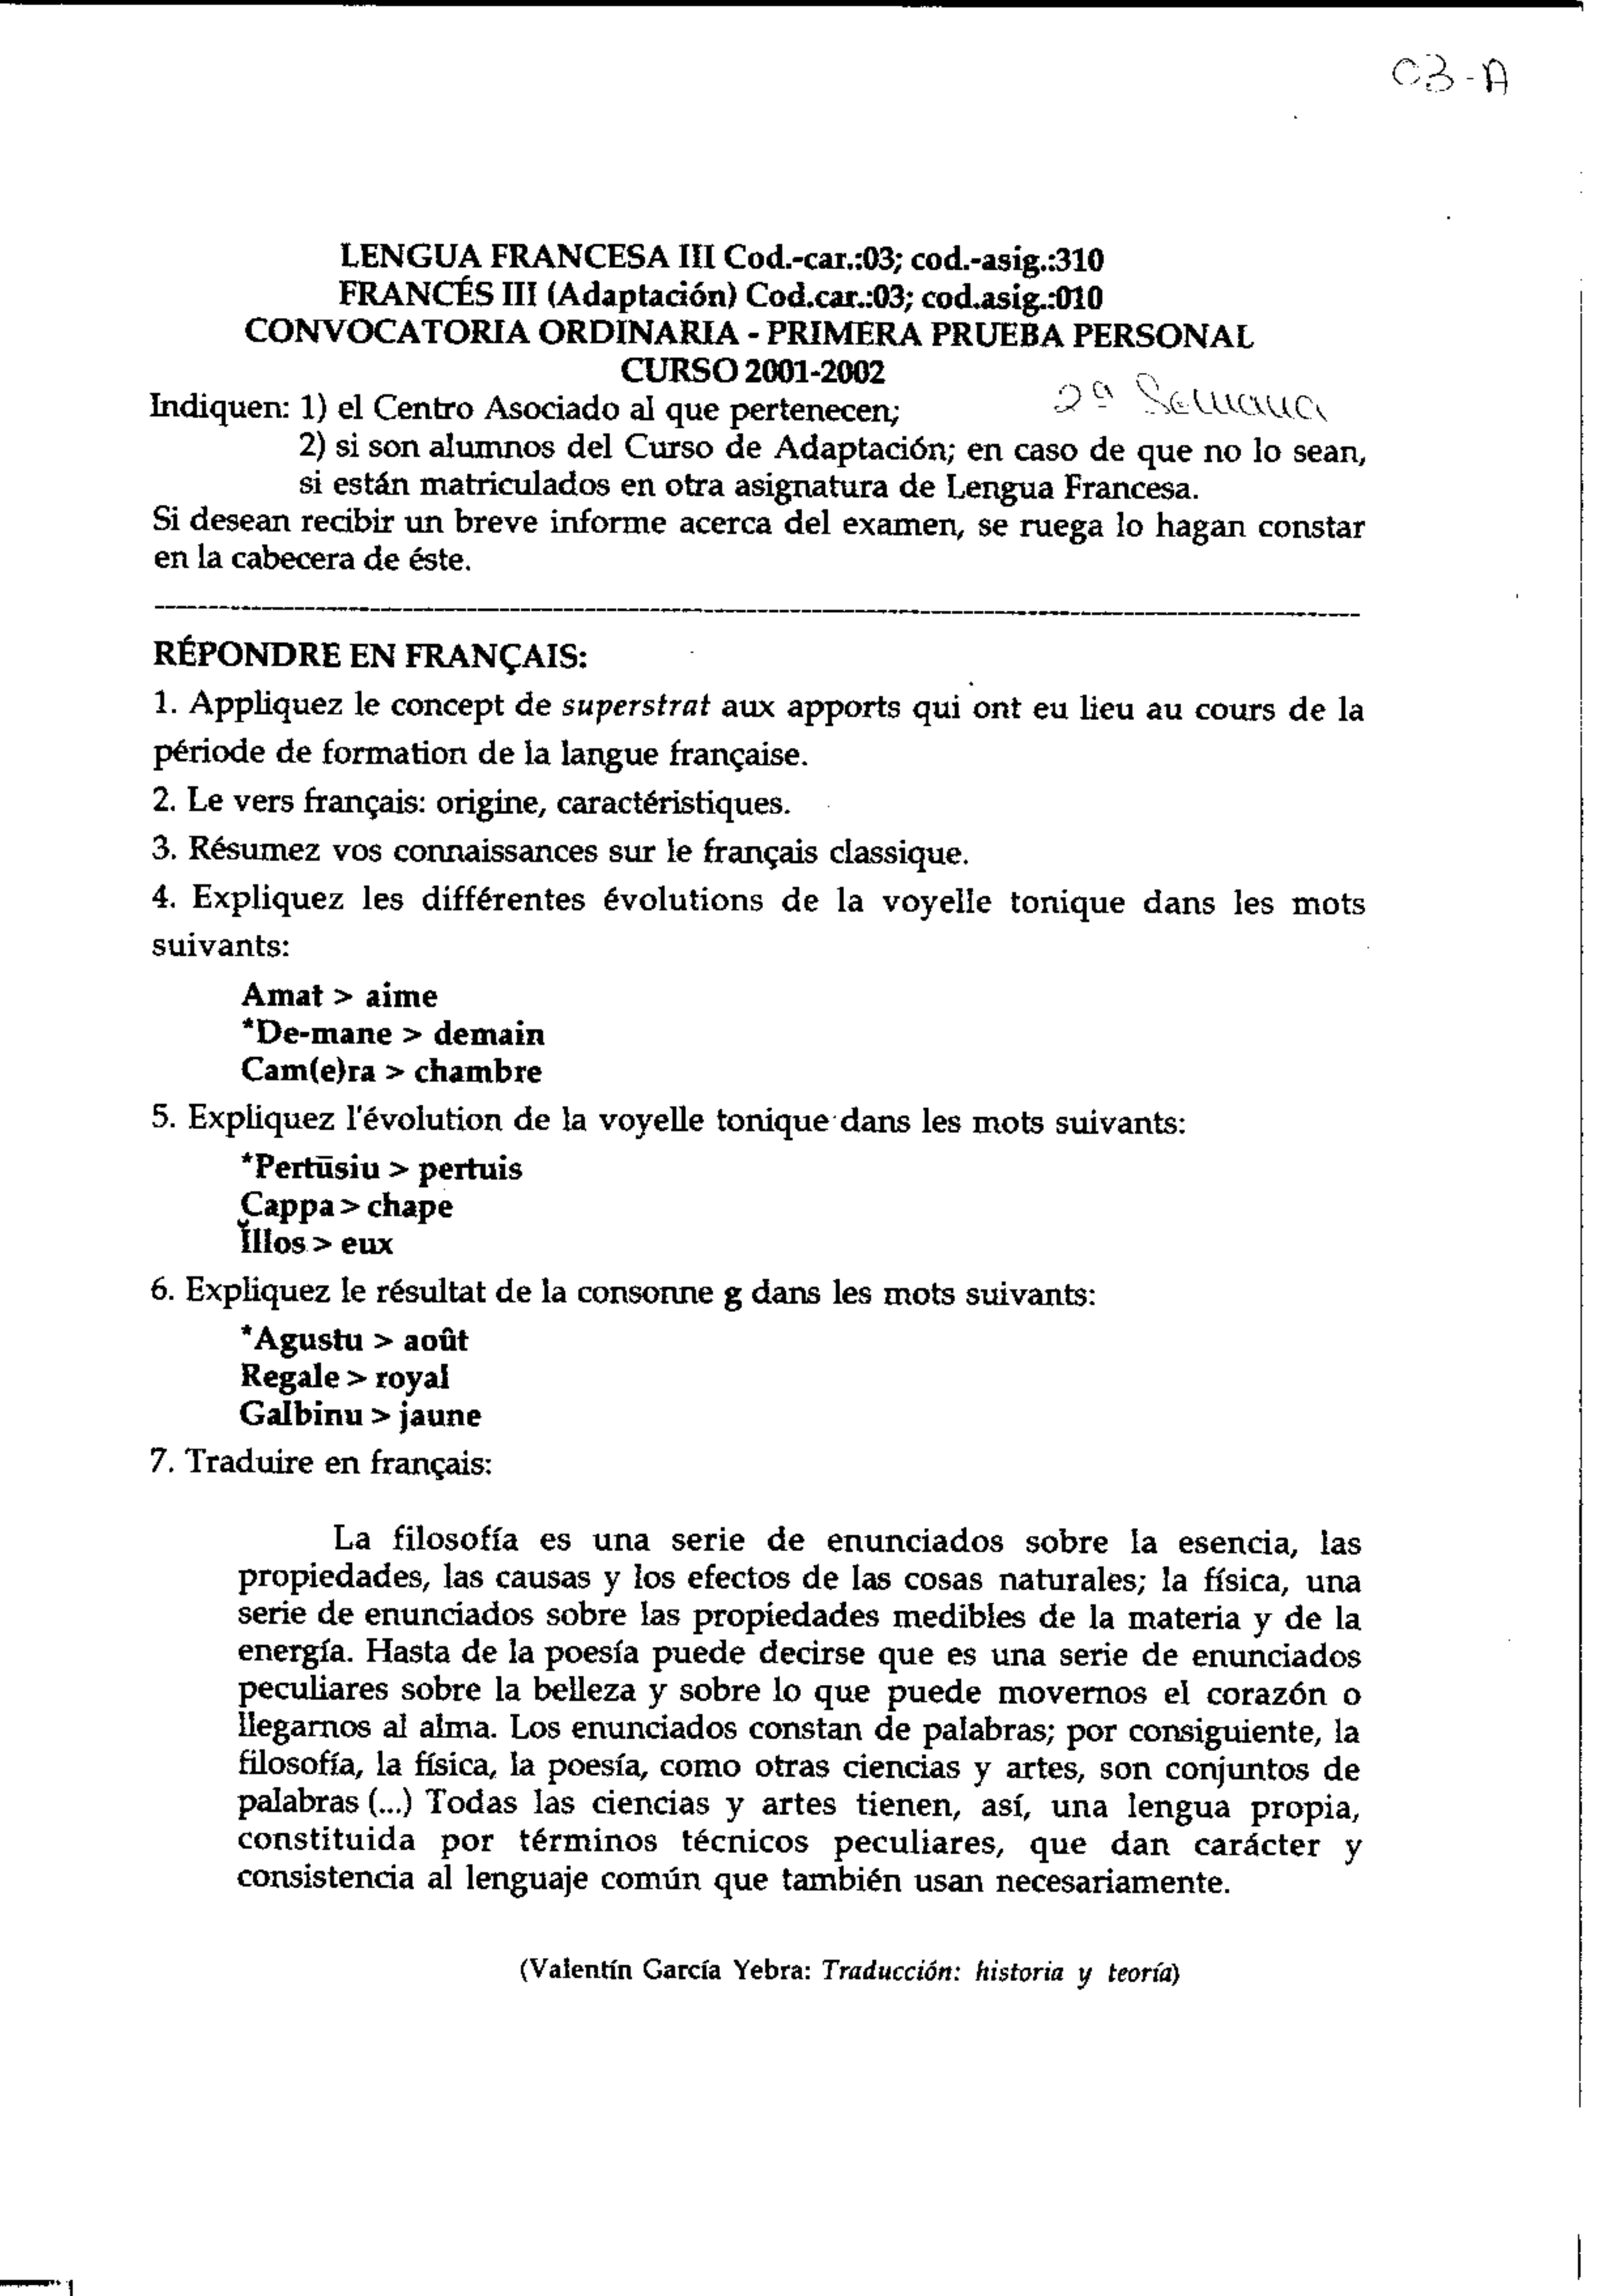 03-A
LENGUA FRANCESA III Cod.-car.:03; cod.-asig.:310
FRANCÉS III (Adaptación) Cod.car.:03; cod.asig.:010
CONVOCATORIA ORDINARIA - PRIMERA PRUEBA PERSONAL
CURSO 2001-2002
2ª Semana
Indiquen: 1) el Centro Asociado al que pertenecen;
2) si son alumnos del Curso de Adaptación; en caso de que no lo sean,
si están matriculados en otra asignatura de Lengua Francesa.
Si desean recibir un breve informe acerca del examen, se ruega lo hagan constar
en la cabecera de éste.
RÉPONDRE EN FRANÇAIS:
1. Appliquez le concept de superstrat aux apports qui ont eu lieu au cours de la
période de formation de la langue française.
2. Le vers français: origine, caractéristiques.
3. Résumez vos connaissances sur le français classique.
4. Expliquez les différentes évolutions de la voyelle tonique dans les mots
suivants:
Amat > aime
*De-mane > demain
Cam(e)ra > chambre
5. Expliquez l'évolution de la voyelle tonique dans les mots suivants:
*Pertūsiu > pertuis
Cappa > chape
Ĭllos > eux
6. Expliquez le résultat de la consonne g dans les mots suivants:
*Agustu > août
Regale > royal
Galbinu > jaune
7. Traduire en français:
La filosofía es una serie de enunciados sobre la esencia, las
propiedades, las causas y los efectos de las cosas naturales; la física, una
serie de enunciados sobre las propiedades medibles de la materia y de la
energía. Hasta de la poesía puede decirse que es una serie de enunciados
peculiares sobre la belleza y sobre lo que puede movernos el corazón o
llegarnos al alma. Los enunciados constan de palabras; por consiguiente, la
filosofía, la física, la poesía, como otras ciencias y artes, son conjuntos de
palabras (...) Todas las ciencias y artes tienen, así, una lengua propia,
constituida por términos técnicos peculiares, que dan carácter y
consistencia al lenguaje común que también usan necesariamente.
(Valentín García Yebra: Traducción: historia y teoría)